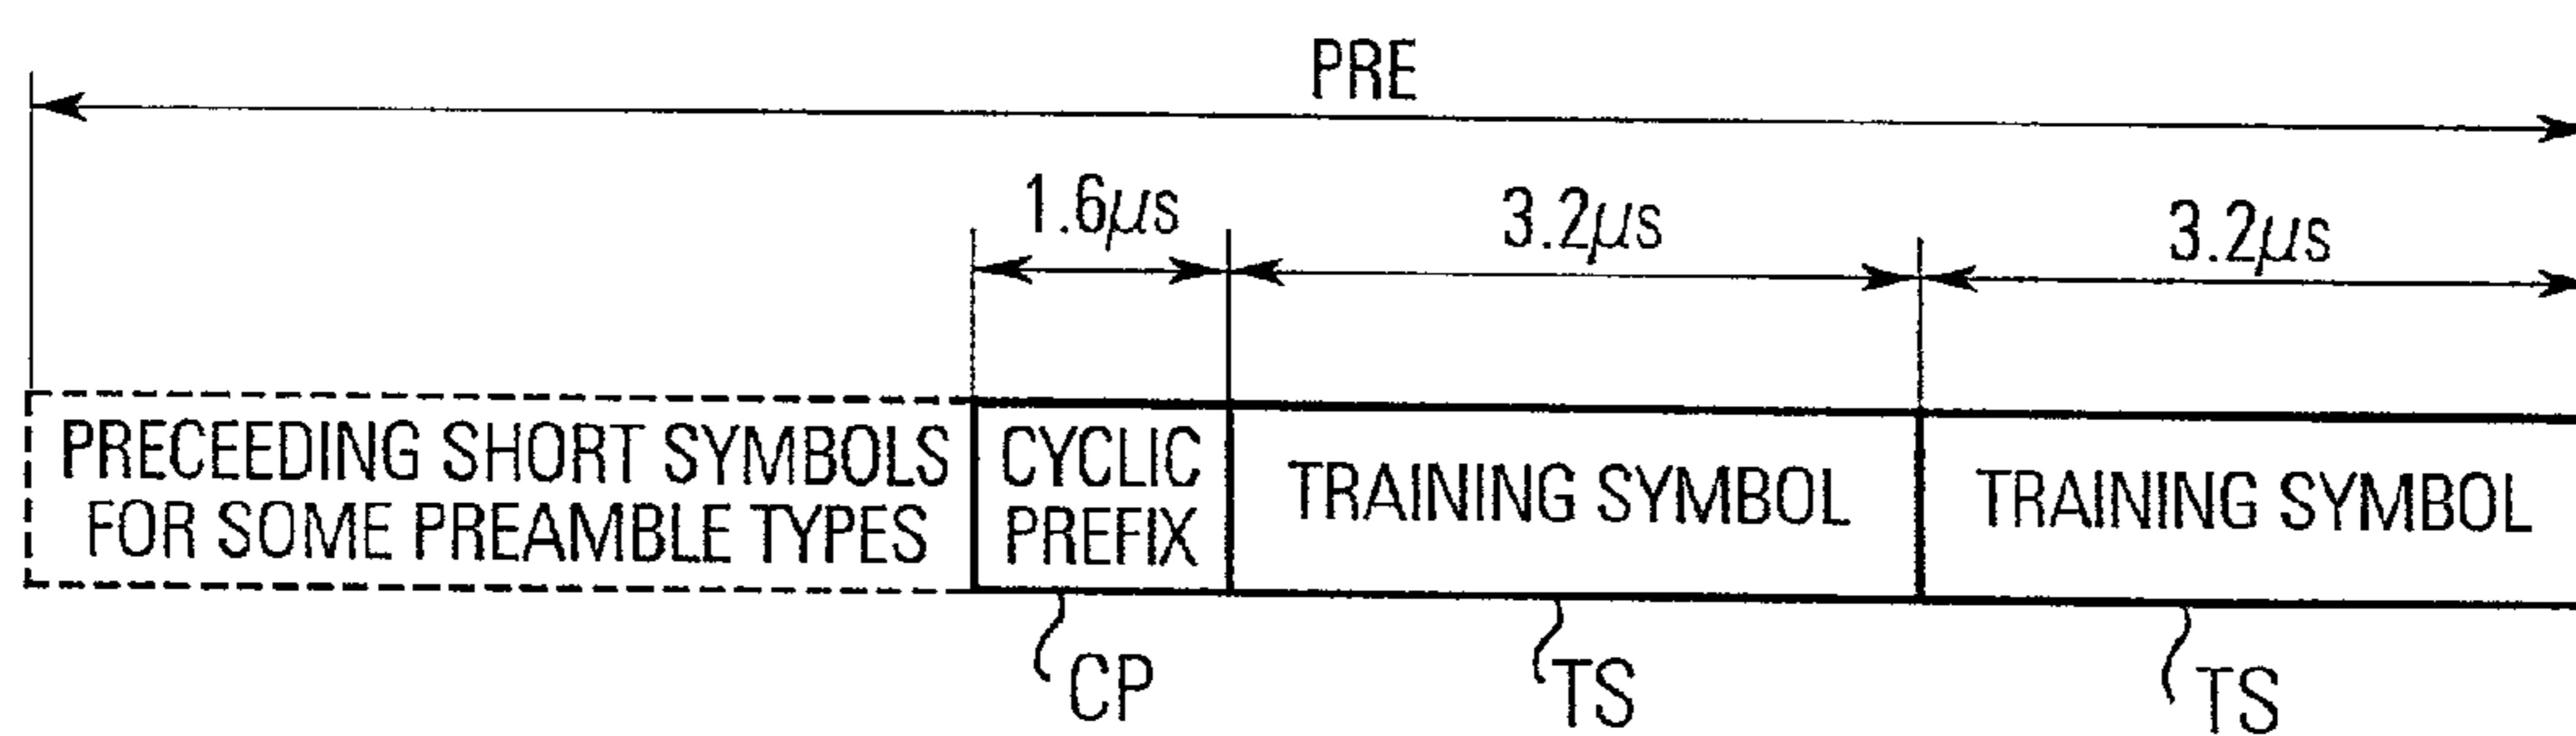 PRE
1.6μs
3.2μs
3.2μs
PRECEEDING SHORT SYMBOLS
FOR SOME PREAMBLE TYPES
CYCLIC
PREFIX
TRAINING SYMBOL
TRAINING SYMBOL
CP
TS
TS